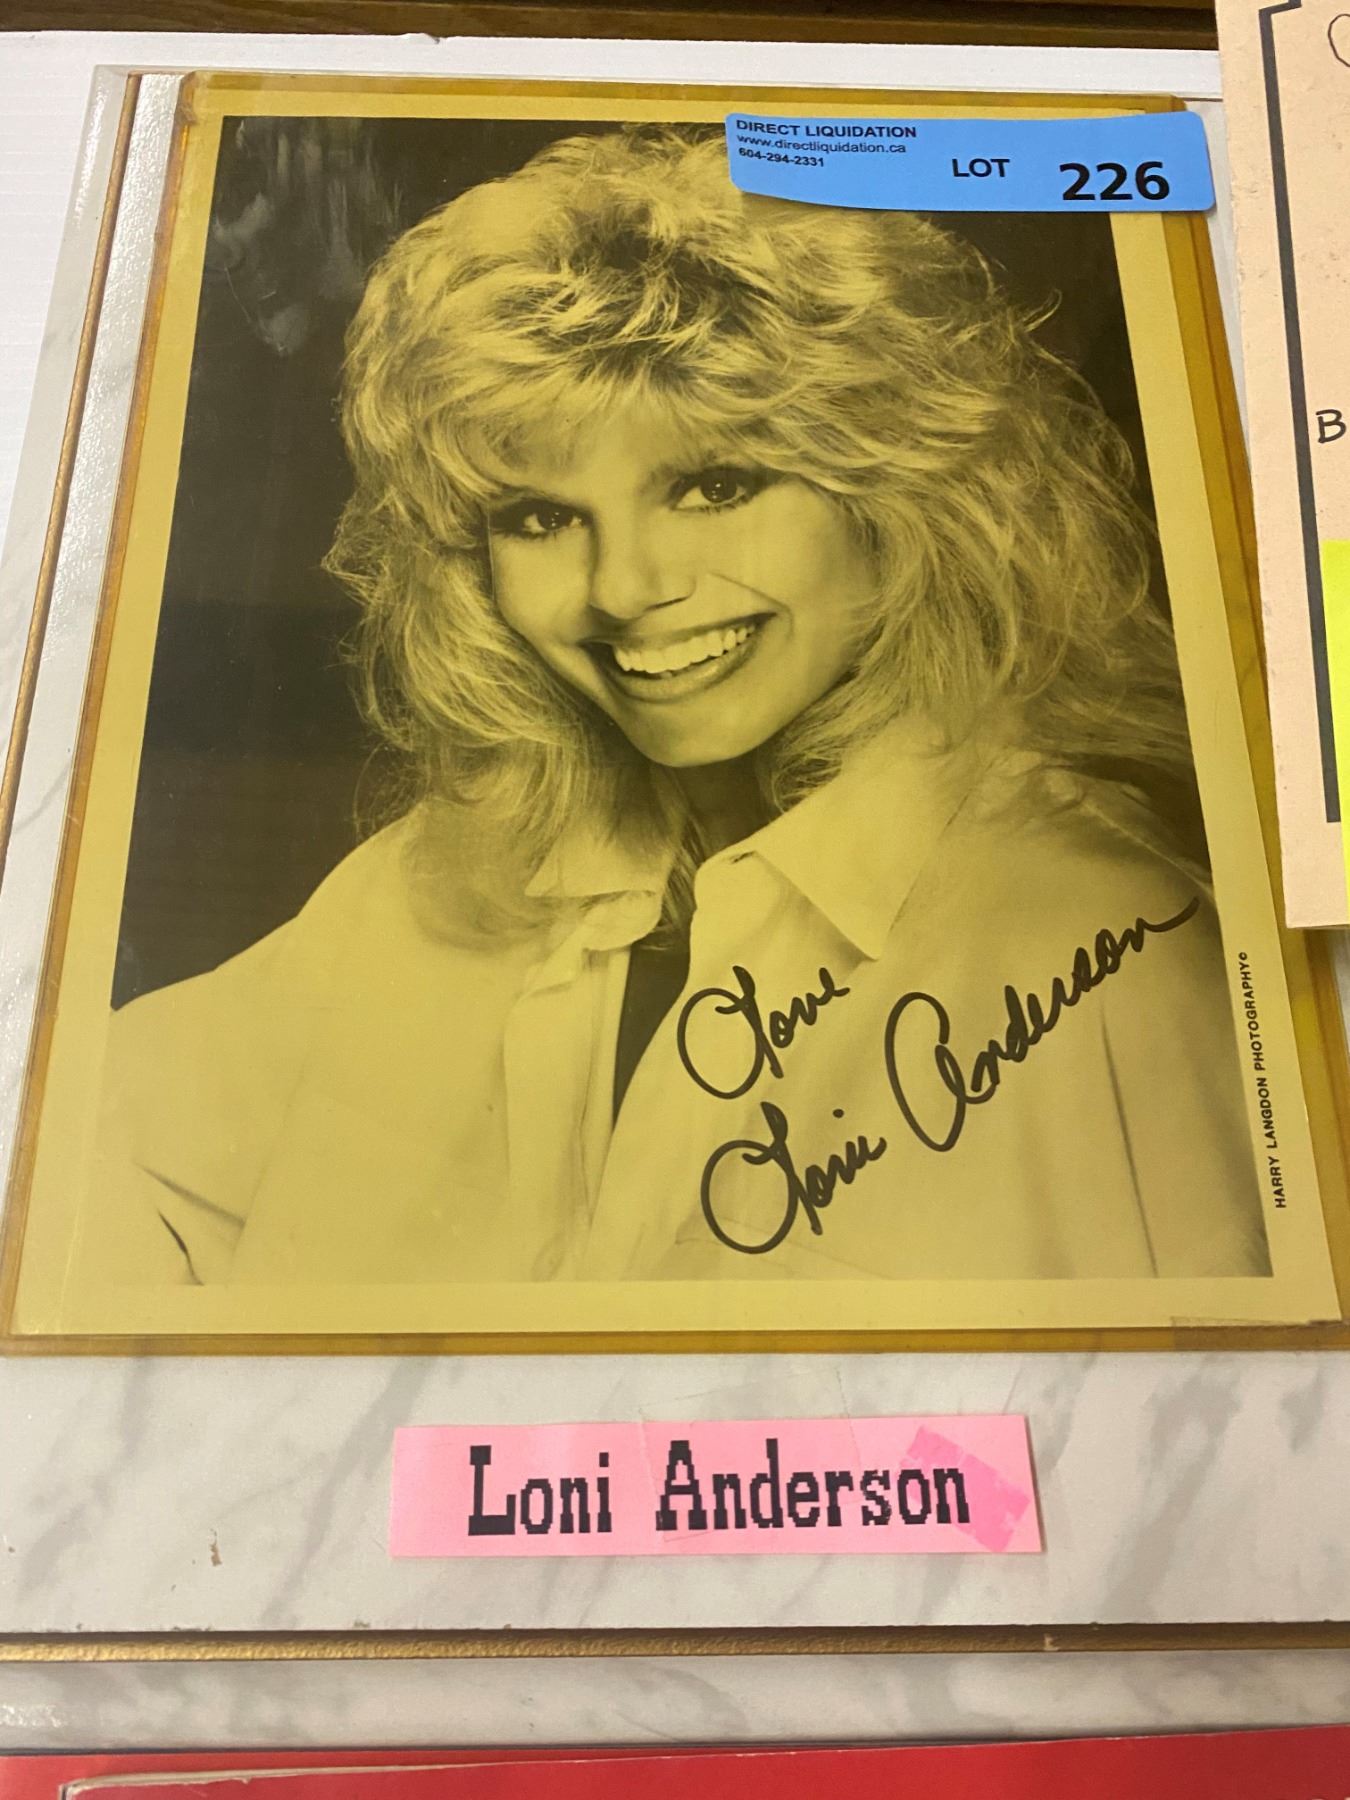 DIRECT LIQUIDATION
www.directliquidation.ca
604-294-2331
LOT 226
B
Love
Loni Anderson
HARRY LANGDON PHOTOGRAPHY©
Loni Anderson